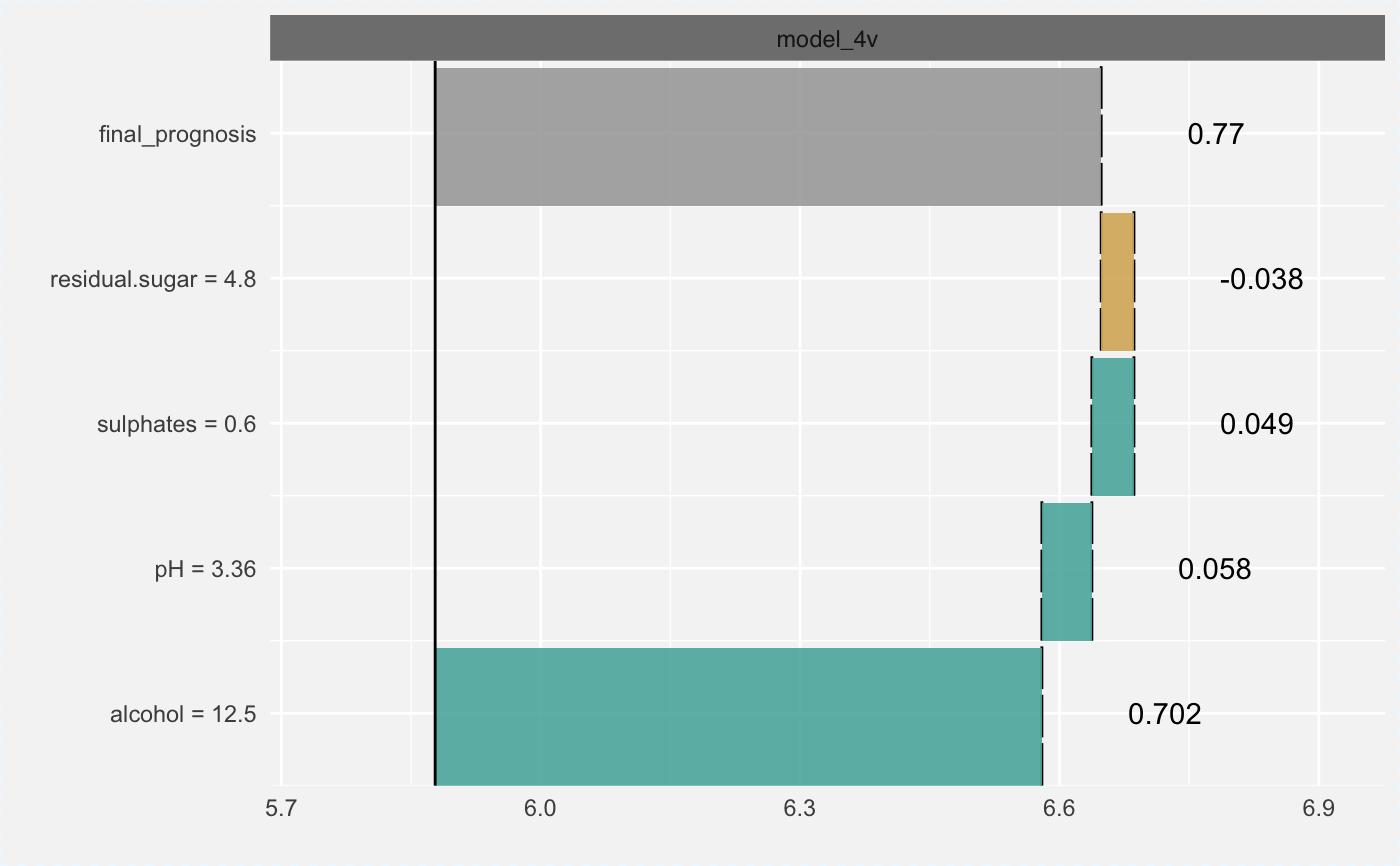 model_4v
final_prognosis
0.77
residual.sugar = 4.8
-0.038
sulphates = 0.6
0.049
pH = 3.36
0.058
alcohol = 12.5
0.702
5.7 6.0 6.3 6.6 6.9